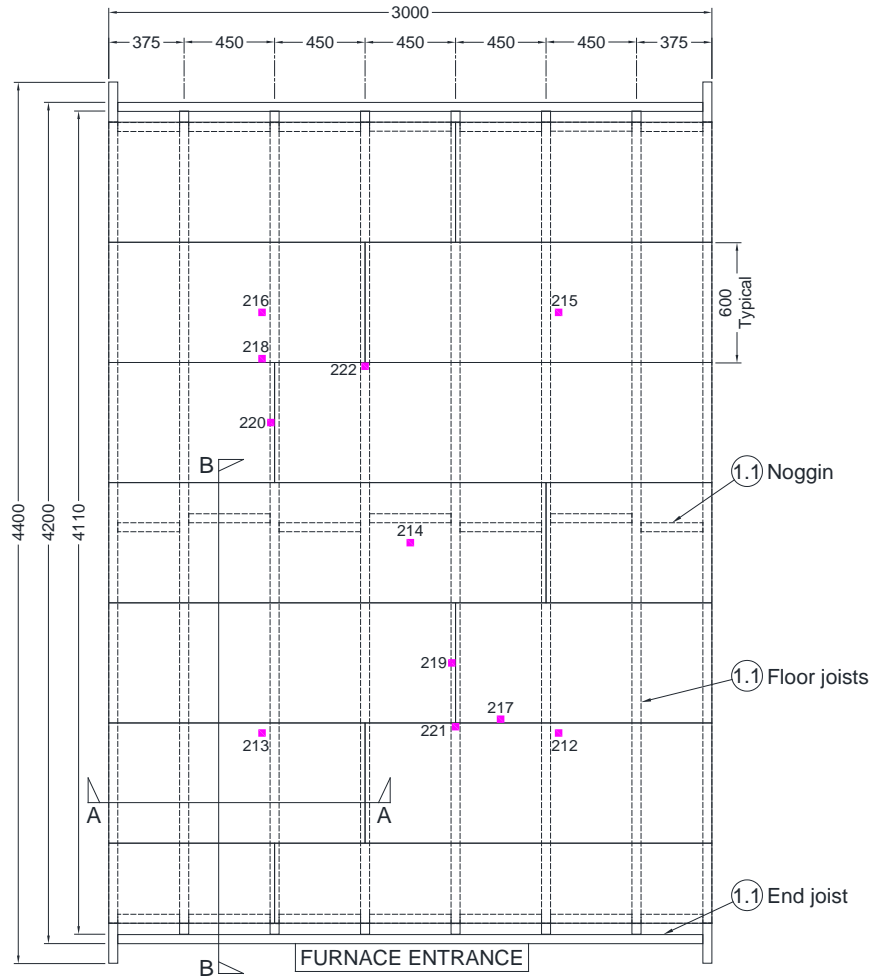 3000
375 450 450 450 450 450 375
4400
4200
4110
600
Typical
216
215
218
222
220
B
1.1 Noggin
214
219
1.1 Floor joists
217
221
213
212
A
A
1.1 End joist
FURNACE ENTRANCE
B